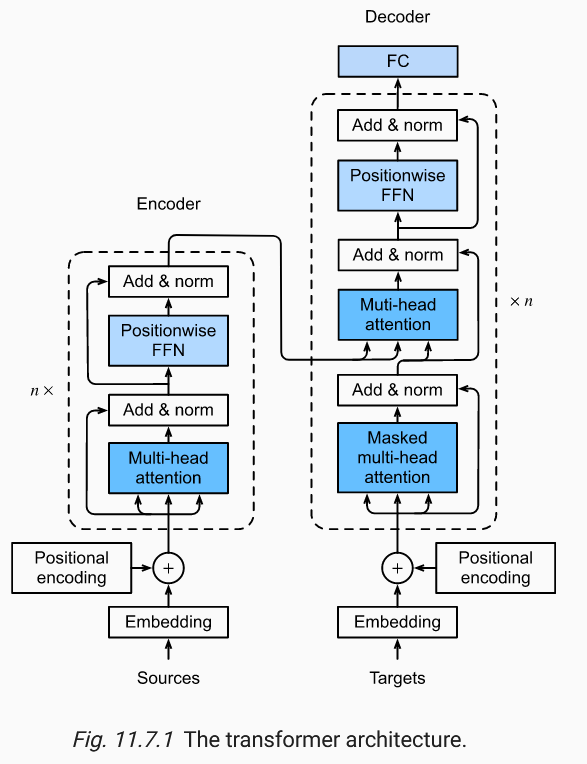 Decoder
FC
Add & norm
Positionwise
FFN
Add & norm
Muti-head
attention
× n
Add & norm
Masked
multi-head
attention
Positional
encoding
Embedding
Targets
Encoder
Add & norm
Positionwise
FFN
n ×
Add & norm
Multi-head
attention
Positional
encoding
+
+
Embedding
Sources
Fig. 11.7.1 The transformer architecture.